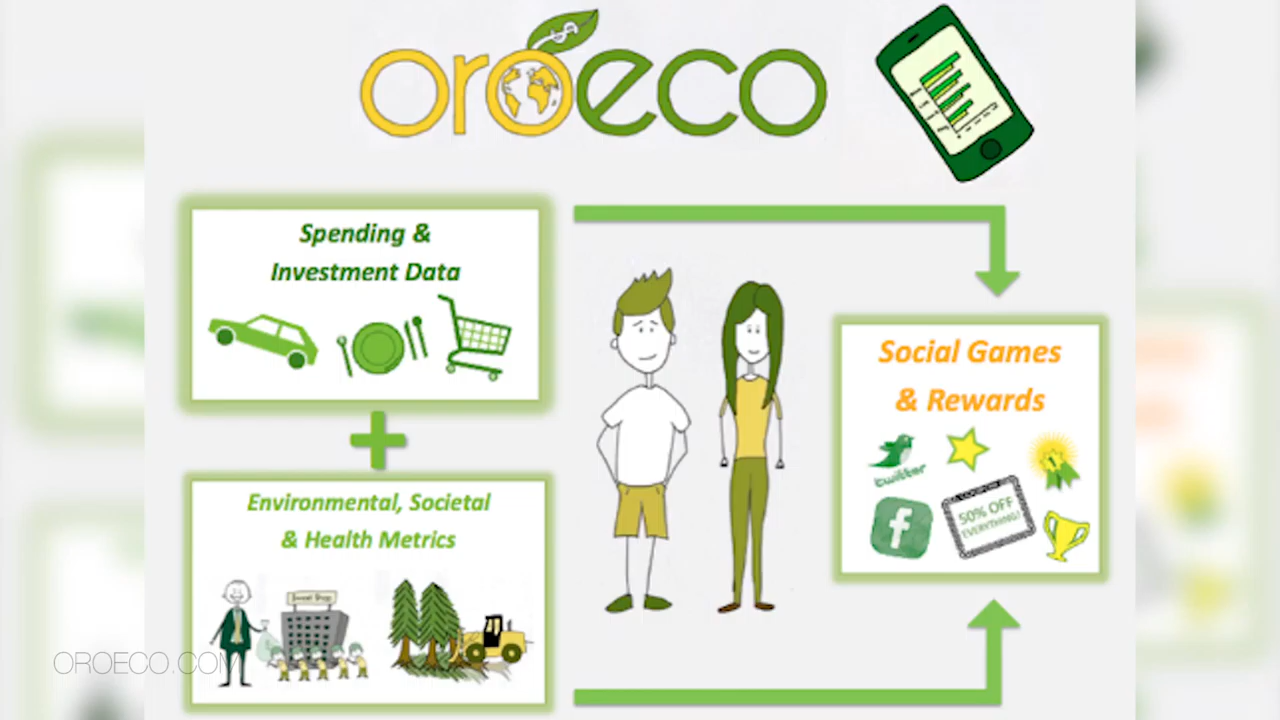 oroeco
Spending &
Investment Data
Social Games
& Rewards
twitter
50% OFF
EVERYTHING!
Environmental, Societal
& Health Metrics
OROECO.COM